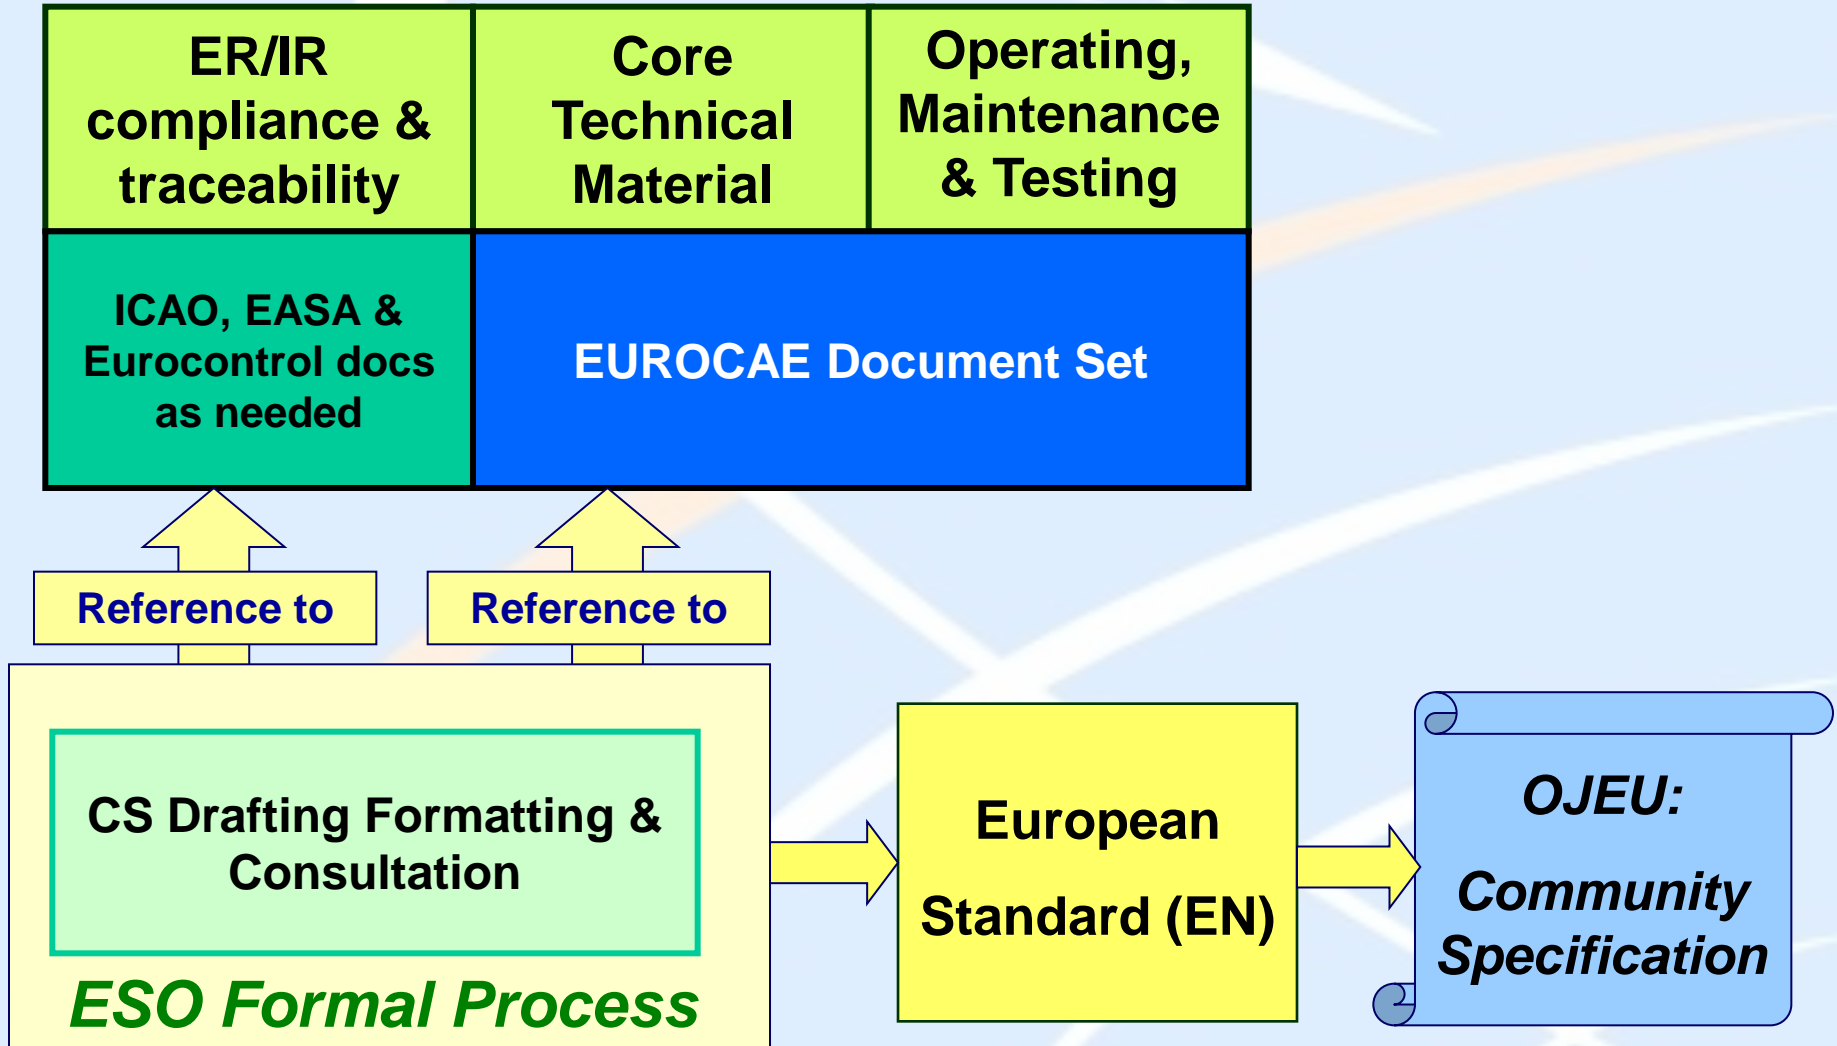 ER/IR
compliance &
traceability
Core
Technical
Material
Operating,
Maintenance
& Testing
ICAO, EASA &
Eurocontrol docs
as needed
EUROCAE Document Set
Reference to
Reference to
CS Drafting Formatting &
Consultation
ESO Formal Process
European
Standard (EN)
OJEU:
Community
Specification